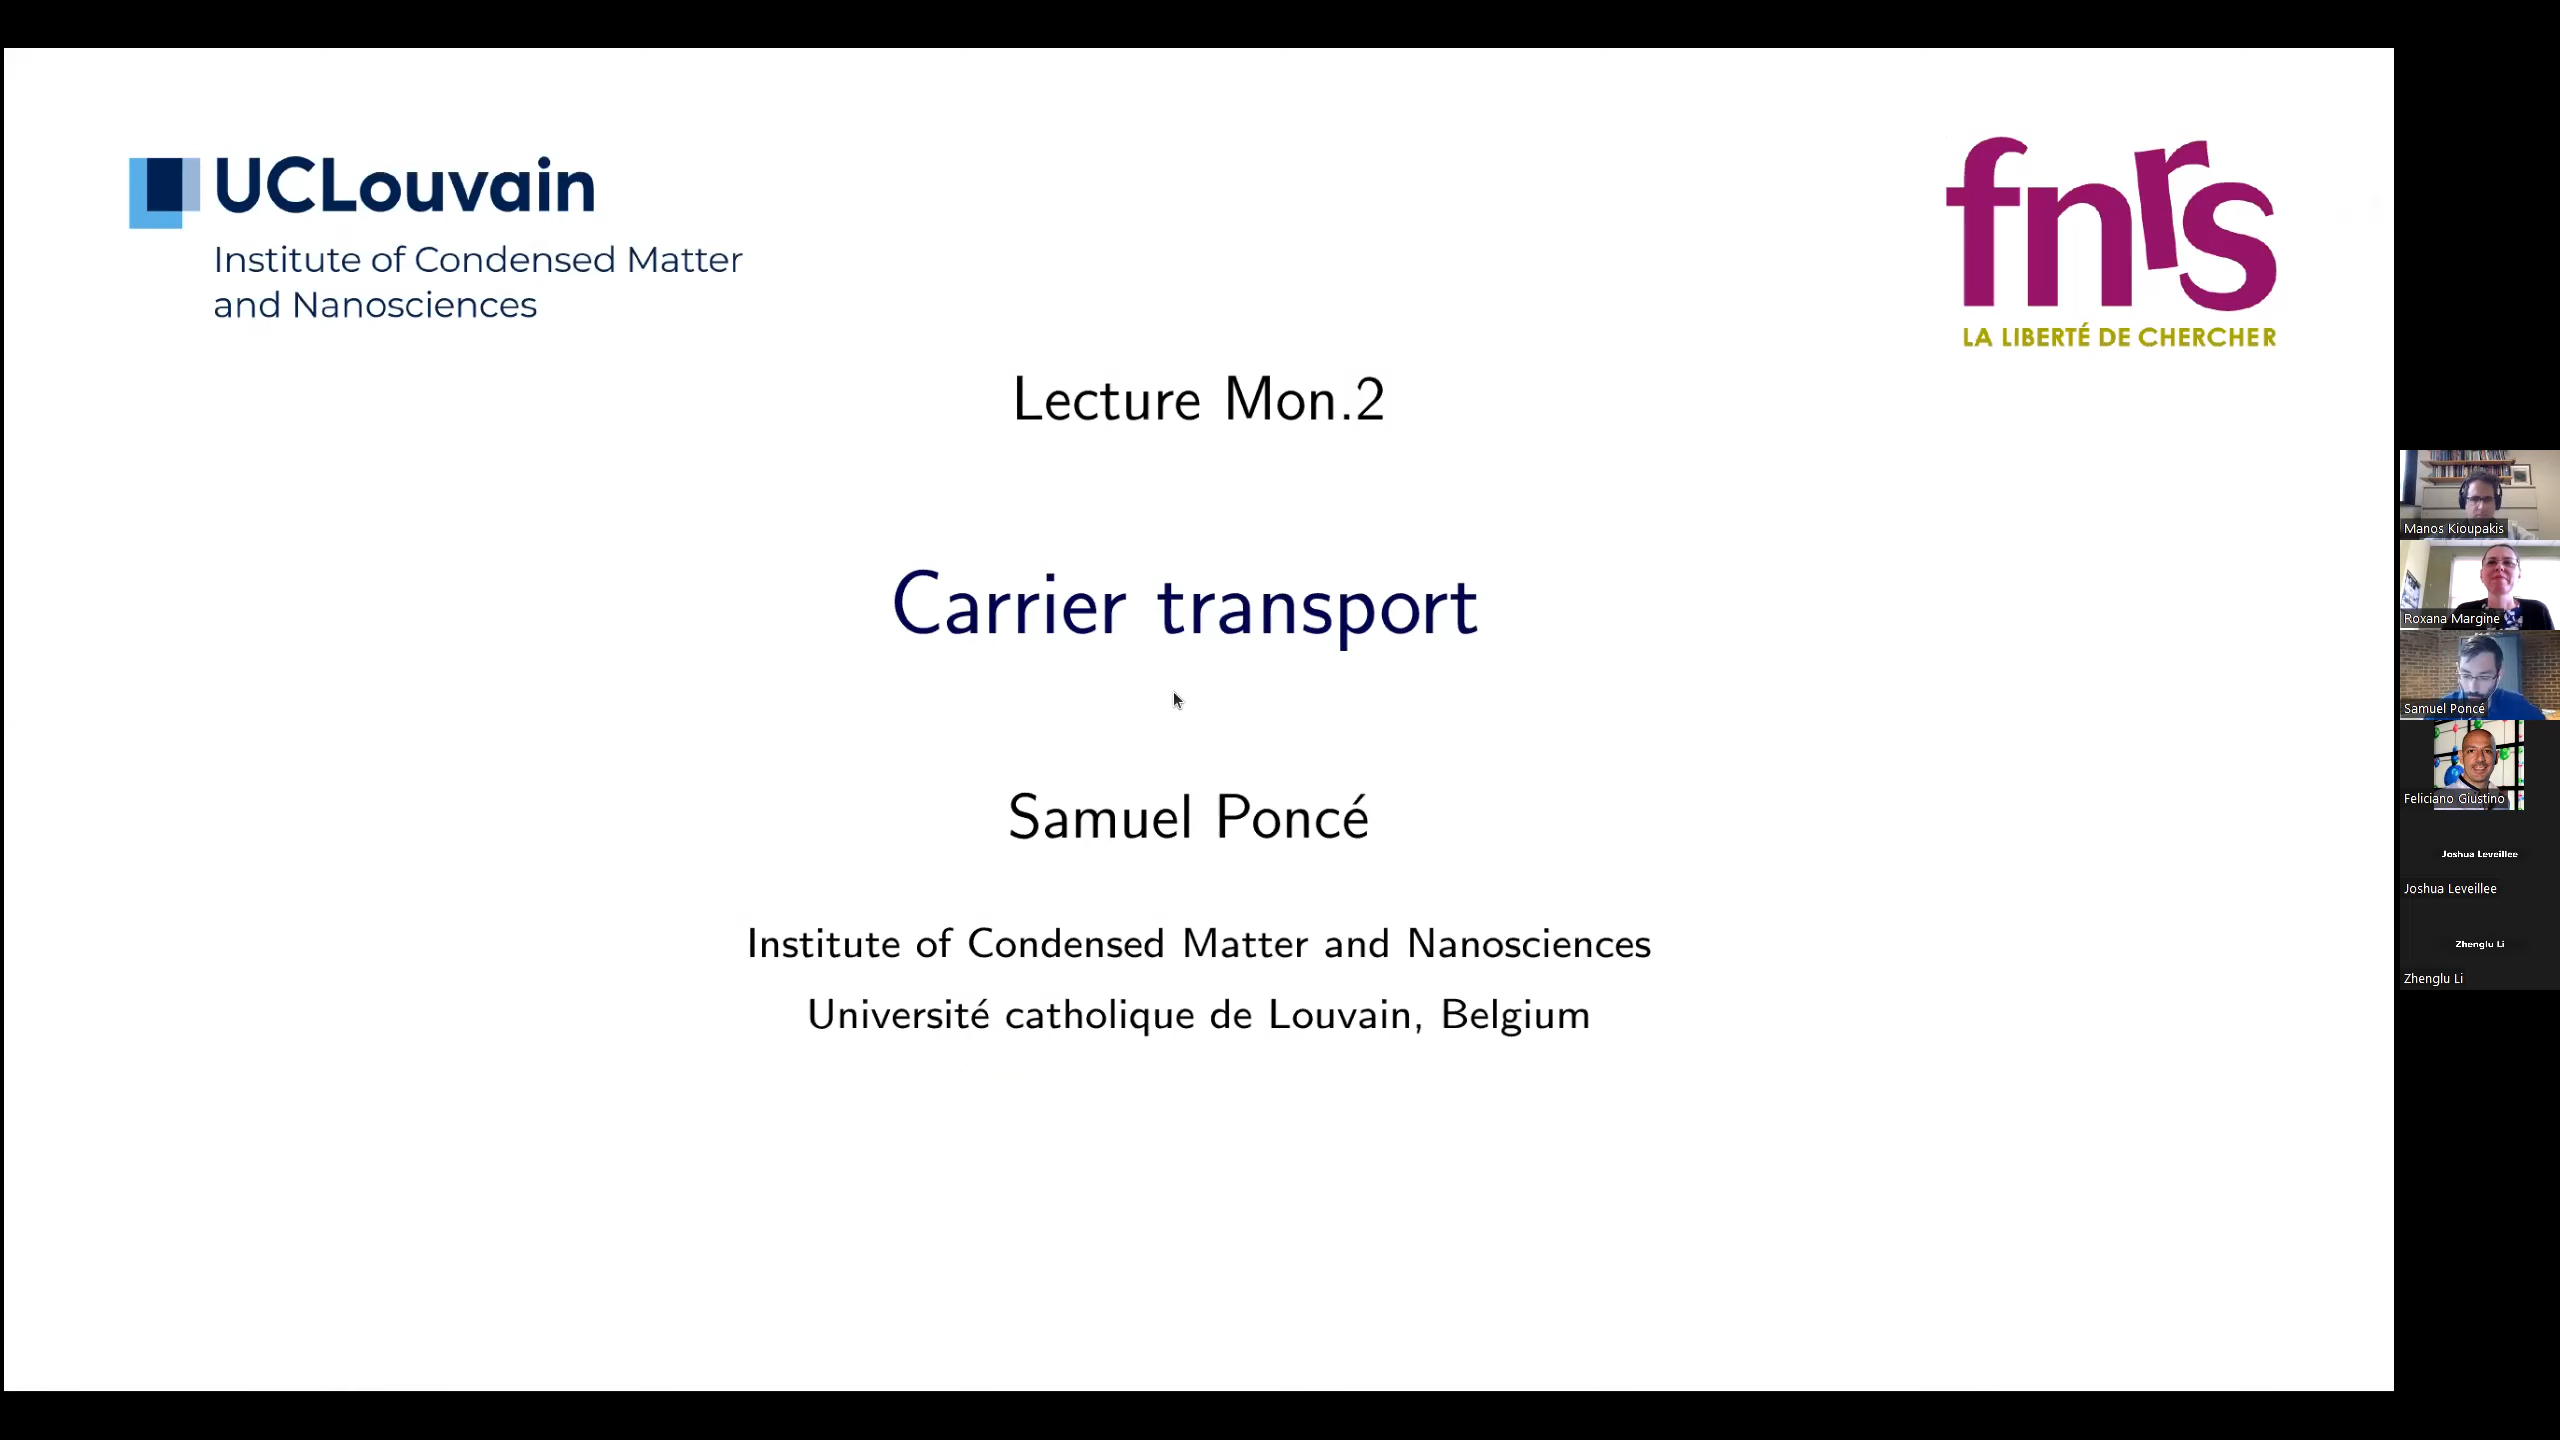 UCLouvain
Institute of Condensed Matter
and Nanosciences
fnrs
LA LIBERTÉ DE CHERCHER
Lecture Mon.2
Carrier transport
Samuel Poncé
Institute of Condensed Matter and Nanosciences
Université catholique de Louvain, Belgium
Manos Kioupakis
Roxana Margine
Samuel Poncé
Feliciano Giustino
Joshua Leveillee
Joshua Leveillee
Zhenglu Li
Zhenglu Li